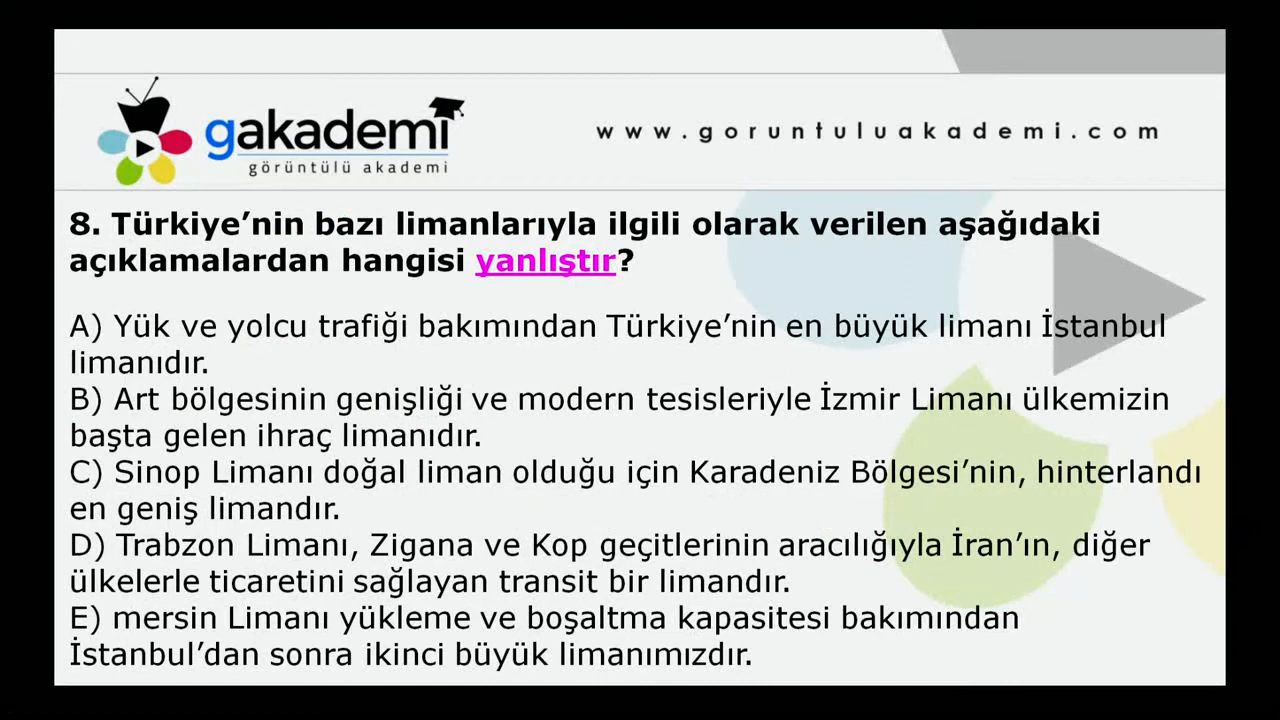 gakademi
görüntülü akademi
www.goruntuluakademi.com
8. Türkiye’nin bazı limanlarıyla ilgili olarak verilen aşağıdaki
açıklamalardan hangisi yanlıştır?
A) Yük ve yolcu trafiği bakımından Türkiye’nin en büyük limanı İstanbul
limanıdır.
B) Art bölgesinin genişliği ve modern tesisleriyle İzmir Limanı ülkemizin
başta gelen ihraç limanıdır.
C) Sinop Limanı doğal liman olduğu için Karadeniz Bölgesi’nin, hinterlandı
en geniş limandır.
D) Trabzon Limanı, Zigana ve Kop geçitlerinin aracılığıyla İran’ın, diğer
ülkelerle ticaretini sağlayan transit bir limandır.
E) mersin Limanı yükleme ve boşaltma kapasitesi bakımından
İstanbul’dan sonra ikinci büyük limanımızdır.